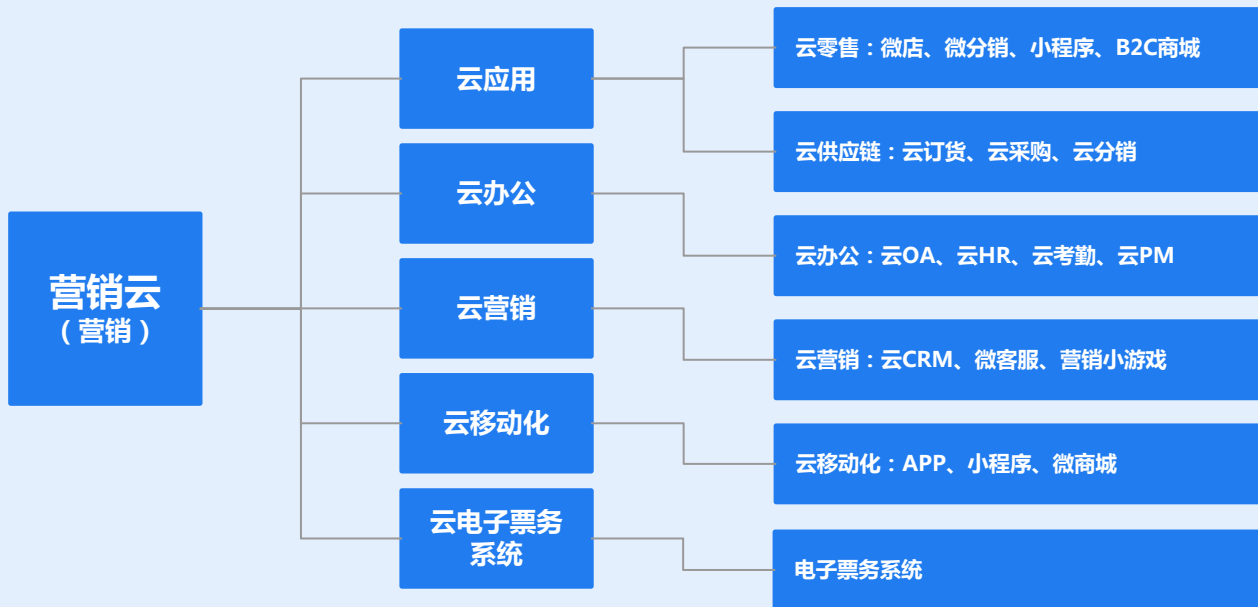 营销云
（营销）
云应用
云办公
云营销
云移动化
云电子票务
系统
云零售：微店、微分销、小程序、B2C商城
云供应链：云订货、云采购、云分销
云办公：云OA、云HR、云考勤、云PM
云营销：云CRM、微客服、营销小游戏
云移动化：APP、小程序、微商城
电子票务系统